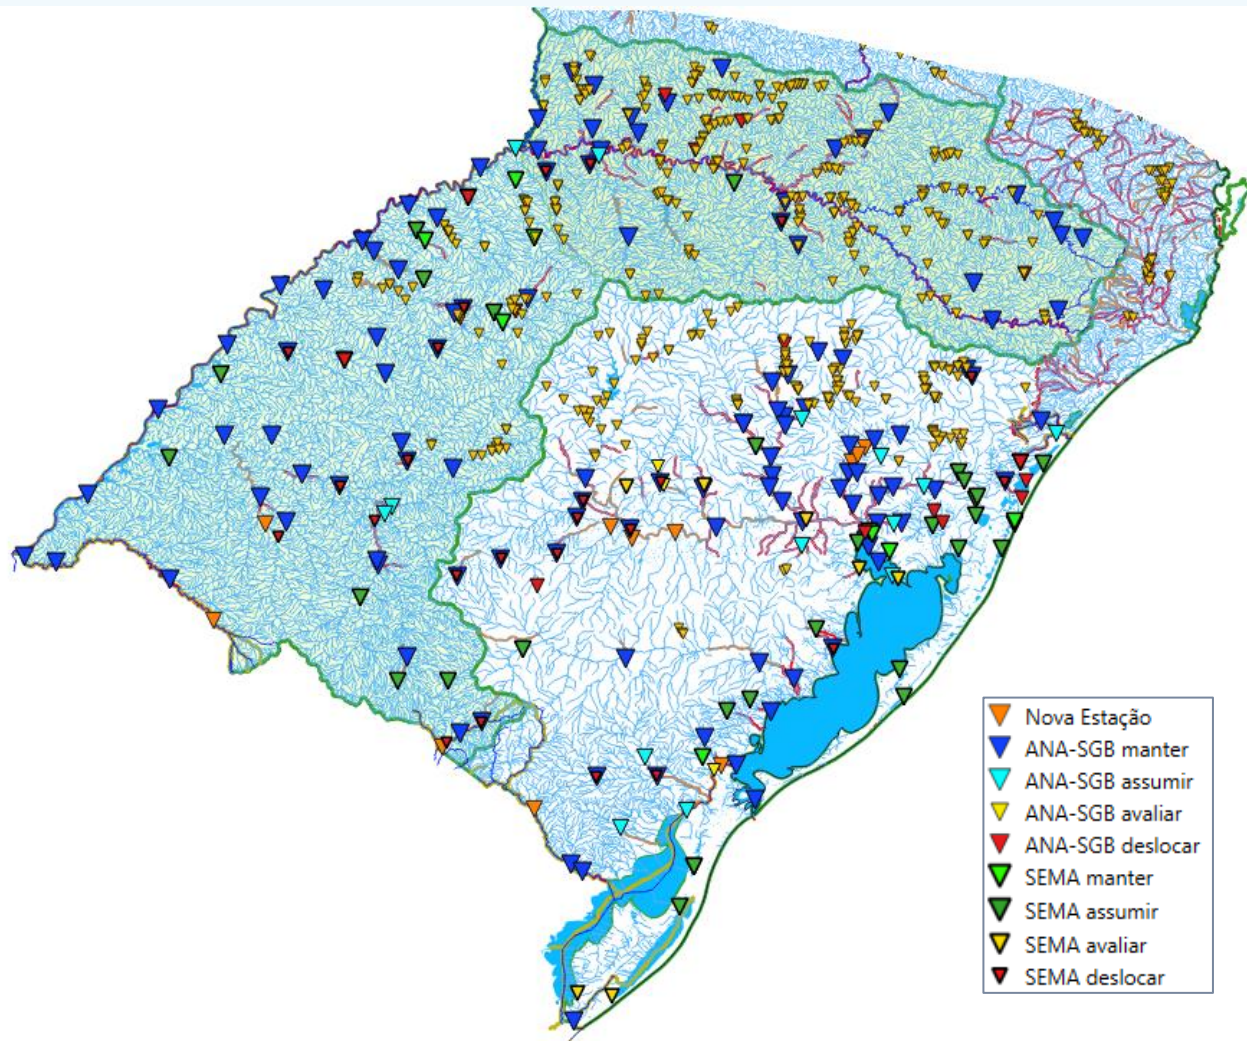 Nova Estação
ANA-SGB manter
ANA-SGB assumir
ANA-SGB avaliar
ANA-SGB deslocar
SEMA manter
SEMA assumir
SEMA avaliar
SEMA deslocar